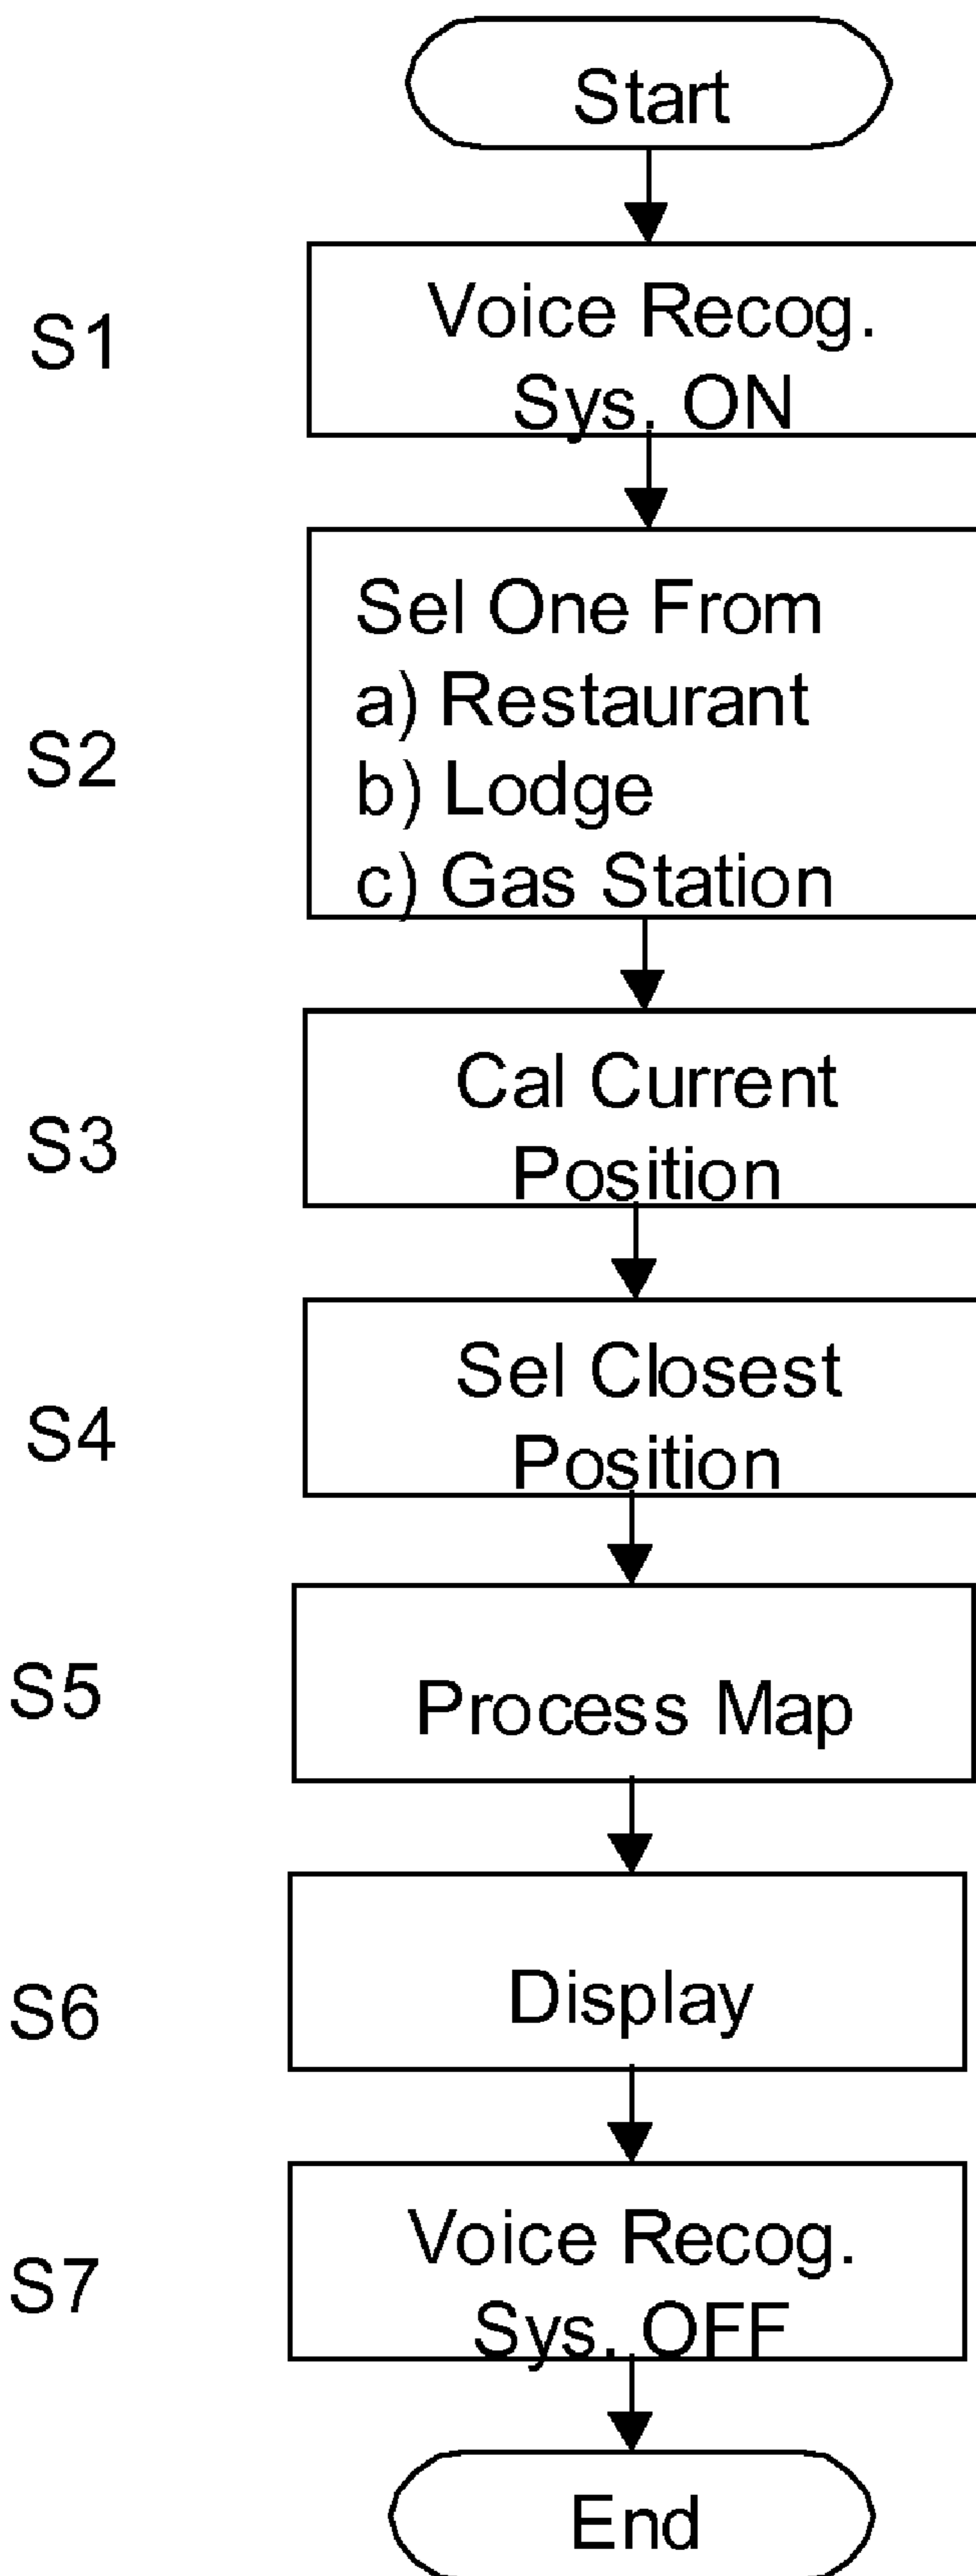 Start
S1
Voice Recog.
Sys. ON
S2
Sel One From
a) Restaurant
b) Lodge
c) Gas Station
S3
Cal Current
Position
S4
Sel Closest
Position
S5
Process Map
S6
Display
S7
Voice Recog.
Sys. OFF
End